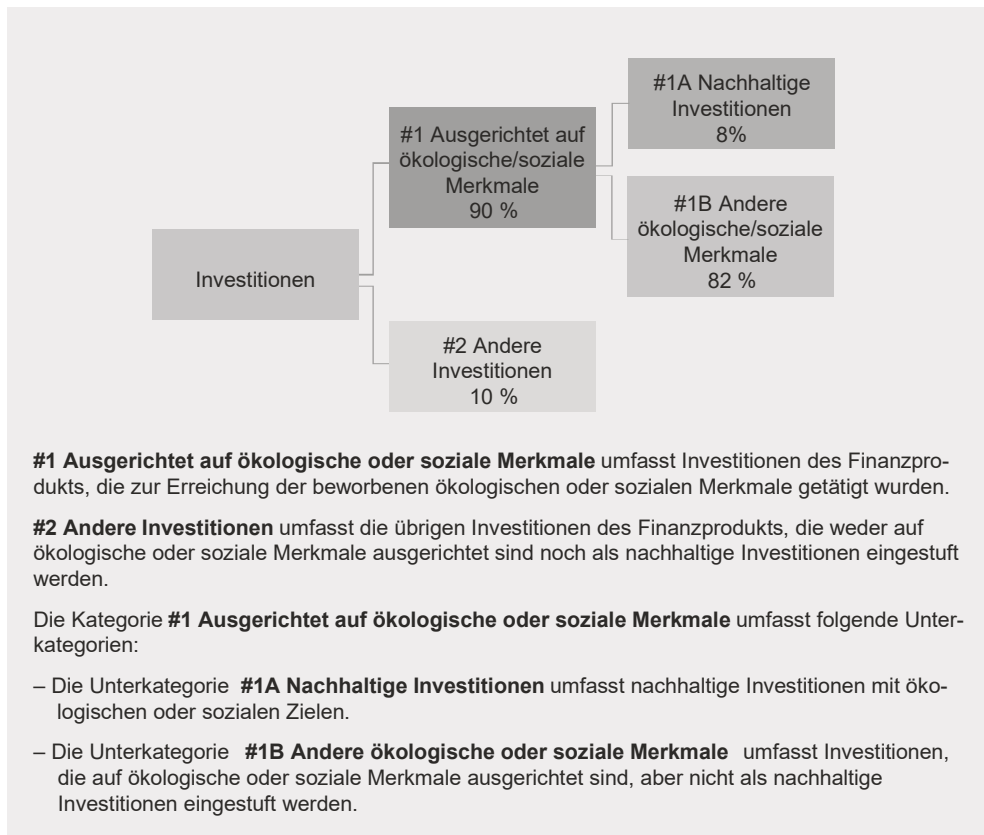 #1A Nachhaltige
Investitionen
8%
#1 Ausgerichtet auf
ökologische/soziale
Merkmale
90 %
#1B Andere
ökologische/soziale
Merkmale
82 %
Investitionen
#2 Andere
Investitionen
10 %
#1 Ausgerichtet auf ökologische oder soziale Merkmale umfasst Investitionen des Finanzpro-
dukts, die zur Erreichung der beworbenen ökologischen oder sozialen Merkmale getätigt wurden.
#2 Andere Investitionen umfasst die übrigen Investitionen des Finanzprodukts, die weder auf
ökologische oder soziale Merkmale ausgerichtet sind noch als nachhaltige Investitionen eingestuft
werden.
Die Kategorie #1 Ausgerichtet auf ökologische oder soziale Merkmale umfasst folgende Unter-
kategorien:
– Die Unterkategorie #1A Nachhaltige Investitionen umfasst nachhaltige Investitionen mit öko-
logischen oder sozialen Zielen.
– Die Unterkategorie #1B Andere ökologische oder soziale Merkmale umfasst Investitionen,
die auf ökologische oder soziale Merkmale ausgerichtet sind, aber nicht als nachhaltige
Investitionen eingestuft werden.